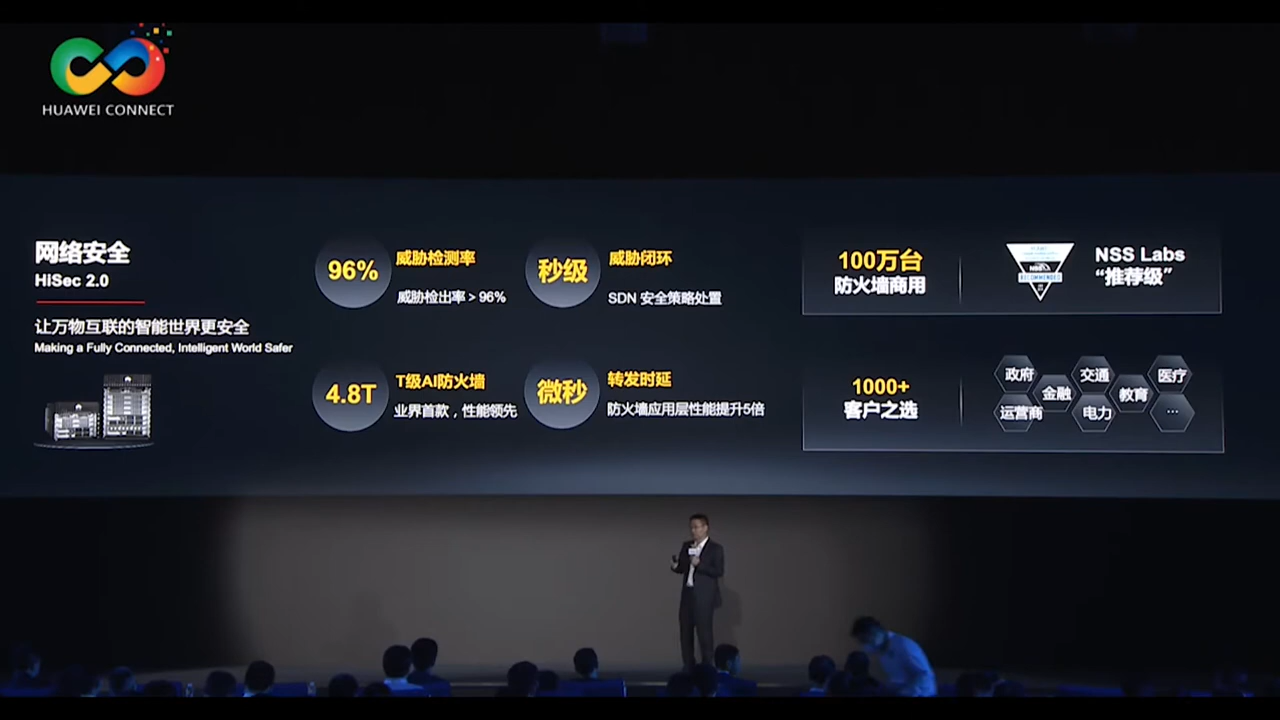 HUAWEI CONNECT
网络安全
HiSec 2.0
让万物互联的智能世界更安全
Making a Fully Connected, Intelligent World Safer
96%
威胁检测率
威胁检出率 > 96%
秒级
威胁闭环
SDN 安全策略处置
4.8T
T级AI防火墙
业界首款，性能领先
微秒
转发时延
防火墙应用层性能提升5倍
100万台
防火墙商用
RECOMMENDED
NSS Labs
“推荐级”
1000+
客户之选
政府
交通
医疗
金融
教育
运营商
电力
...